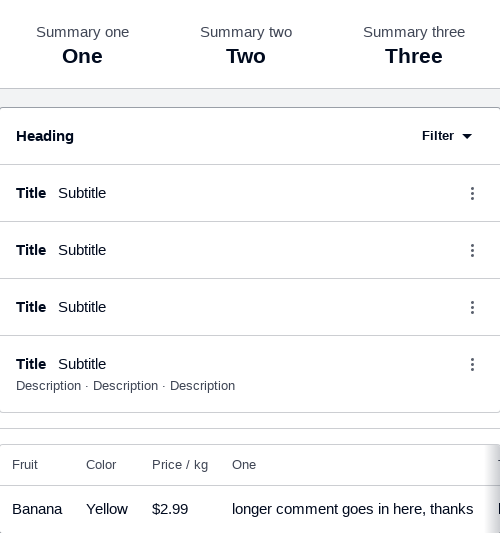 Summary one Summary two Summary three
One Two Three
Heading Filter
Title Subtitle
Title Subtitle
Title Subtitle
Title Subtitle
Description · Description · Description
Fruit Color Price / kg One
Banana Yellow $2.99 longer comment goes in here, thanks